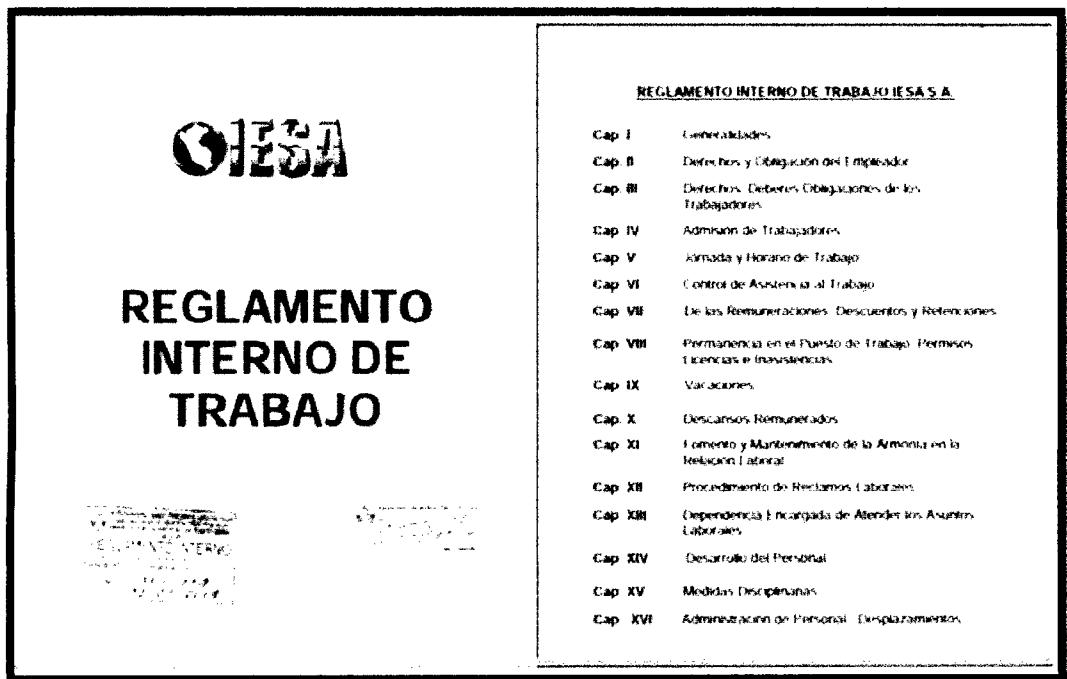 IESA
REGLAMENTO
INTERNO DE
TRABAJO
REGLAMENTO INTERNO
REGLAMENTO INTERNO DE TRABAJO IESA S.A.
Cap. I Generalidades
Cap. II Derechos y Obligación del Empleador
Cap. III Derechos, Deberes Obligaciones de los
Trabajadores
Cap. IV Admisión de Trabajadores
Cap. V Jornada y Horario de Trabajo
Cap. VI Control de Asistencia al Trabajo
Cap. VII De las Remuneraciones, Descuentos y Retenciones
Cap. VIII Permanencia en el Puesto de Trabajo, Permisos
Licencias e Inasistencias
Cap. IX Vacaciones
Cap. X Descansos Remunerados
Cap. XI Fomento y Mantenimiento de la Armonía en la
Relación Laboral
Cap. XII Procedimiento de Reclamos Laborales
Cap. XIII Dependencia Encargada de Atender los Asuntos
Laborales
Cap. XIV Desarrollo del Personal
Cap. XV Medidas Disciplinarias
Cap. XVI Administración de Personal, Desplazamientos